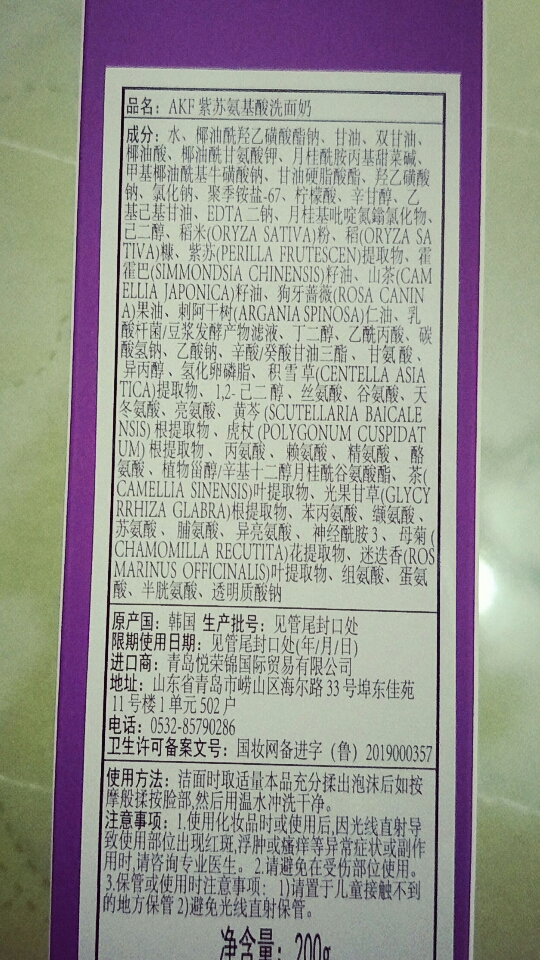 品名：AKF 紫苏氨基酸洗面奶
成分：水、椰油酰羟乙磺酸酯钠、甘油、双甘油、
椰油酸、椰油酰甘氨酸钾、月桂酰胺丙基甜菜碱、
甲基椰油酰基牛磺酸钠、甘油硬脂酸酯、羟乙磺酸
钠、氯化钠、聚季铵盐-67、柠檬酸、辛甘醇、乙
基己基甘油、EDTA 二钠、月桂基吡啶氮鎓氯化物、
己二醇、稻米(ORYZA SATIVA)粉、稻(ORYZA SA
TIVA)糠、紫苏(PERILLA FRUTESCEN)提取物、霍
霍巴(SIMMONDSIA CHINENSIS)籽油、山茶(CAM
ELLIA JAPONICA)籽油、狗牙蔷薇(ROSA CANIN
A)果油、刺阿干树(ARGANIA SPINOSA)仁油、乳
酸杆菌/豆浆发酵产物滤液、丁二醇、乙酰丙酸、碳
酸氢钠、乙酸钠、辛酸/癸酸甘油三酯、甘氨酸、
异丙醇、氢化卵磷脂、积雪草(CENTELLA ASIA
TICA)提取物、1,2-己二醇、丝氨酸、谷氨酸、天
冬氨酸、亮氨酸、黄芩(SCUTELLARIA BAICALE
NSIS)根提取物、虎杖(POLYGONUM CUSPIDAT
UM)根提取物、丙氨酸、赖氨酸、精氨酸、酪
氨酸、植物甾醇/辛基十二醇月桂酰谷氨酸酯、茶(
CAMELLIA SINENSIS)叶提取物、光果甘草(GLYCY
RRHIZA GLABRA)根提取物、苯丙氨酸、缬氨酸、
苏氨酸、脯氨酸、异亮氨酸、神经酰胺 3、母菊(
CHAMOMILLA RECUTITA)花提取物、迷迭香(ROS
MARINUS OFFICINALIS)叶提取物、组氨酸、蛋氨
酸、半胱氨酸、透明质酸钠
原产国：韩国 生产批号：见管尾封口处
限期使用日期：见管尾封口处(年/月/日)
进口商：青岛悦荣锦国际贸易有限公司
地址：山东省青岛市崂山区海尔路 33 号埠东佳苑
11 号楼 1 单元 502 户
电话：0532-85790286
卫生许可备案文号：国妆网备进字（鲁）2019000357
使用方法：洁面时取适量本品充分揉出泡沫后如按
摩般揉按脸部,然后用温水冲洗干净。
注意事项：1.使用化妆品时或使用后,因光线直射导
致使用部位出现红斑,浮肿或瘙痒等异常症状或副作
用时,请咨询专业医生。2.请避免在受伤部位使用。
3.保管或使用时注意事项：1)请置于儿童接触不到
的地方保管 2)避免光线直射保管。
净含量：200g